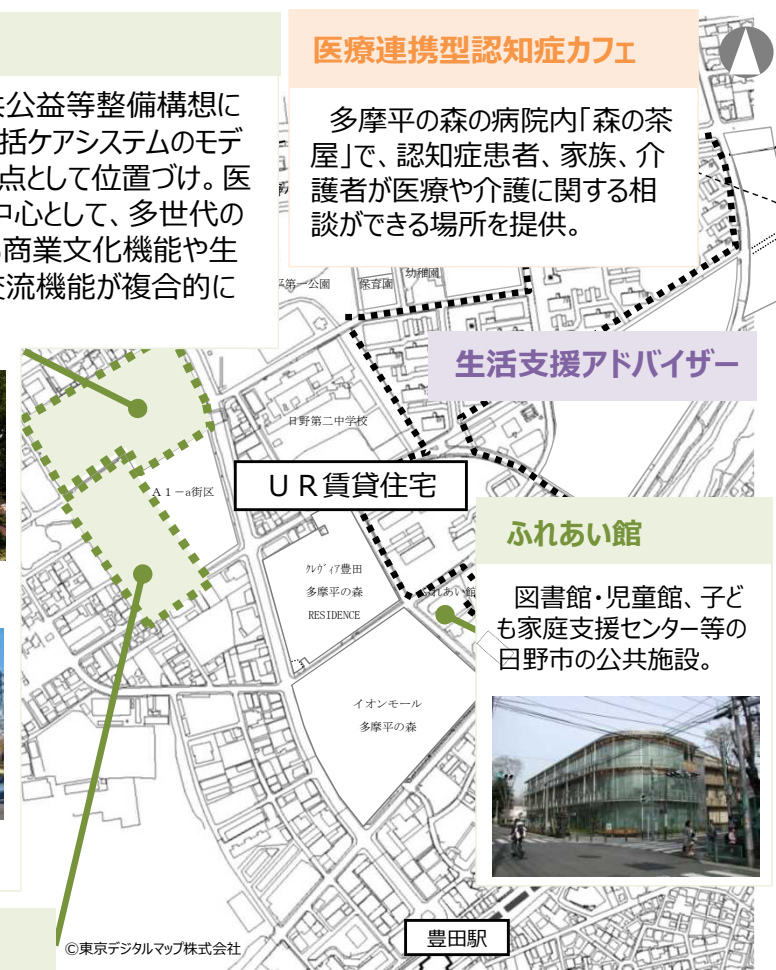 公益等整備構想に
括ケアシステムのモデ
点として位置づけ。医
中心として、多世代の
商業文化機能や生
交流機能が複合的に
医療連携型認知症カフェ
多摩平の森の病院内「森の茶
屋」で、認知症患者、家族、介
護者が医療や介護に関する相
談ができる場所を提供。
第一公園
保育園
幼稚園
生活支援アドバイザー
日野第二中学校
A1-a街区
UR賃貸住宅
クレヴィア豊田
多摩平の森
RESIDENCE
ふれあい館
イオンモール
多摩平の森
ふれあい館
図書館・児童館、子ど
も家庭支援センター等の
日野市の公共施設。
豊田駅
©東京デジタルマップ株式会社